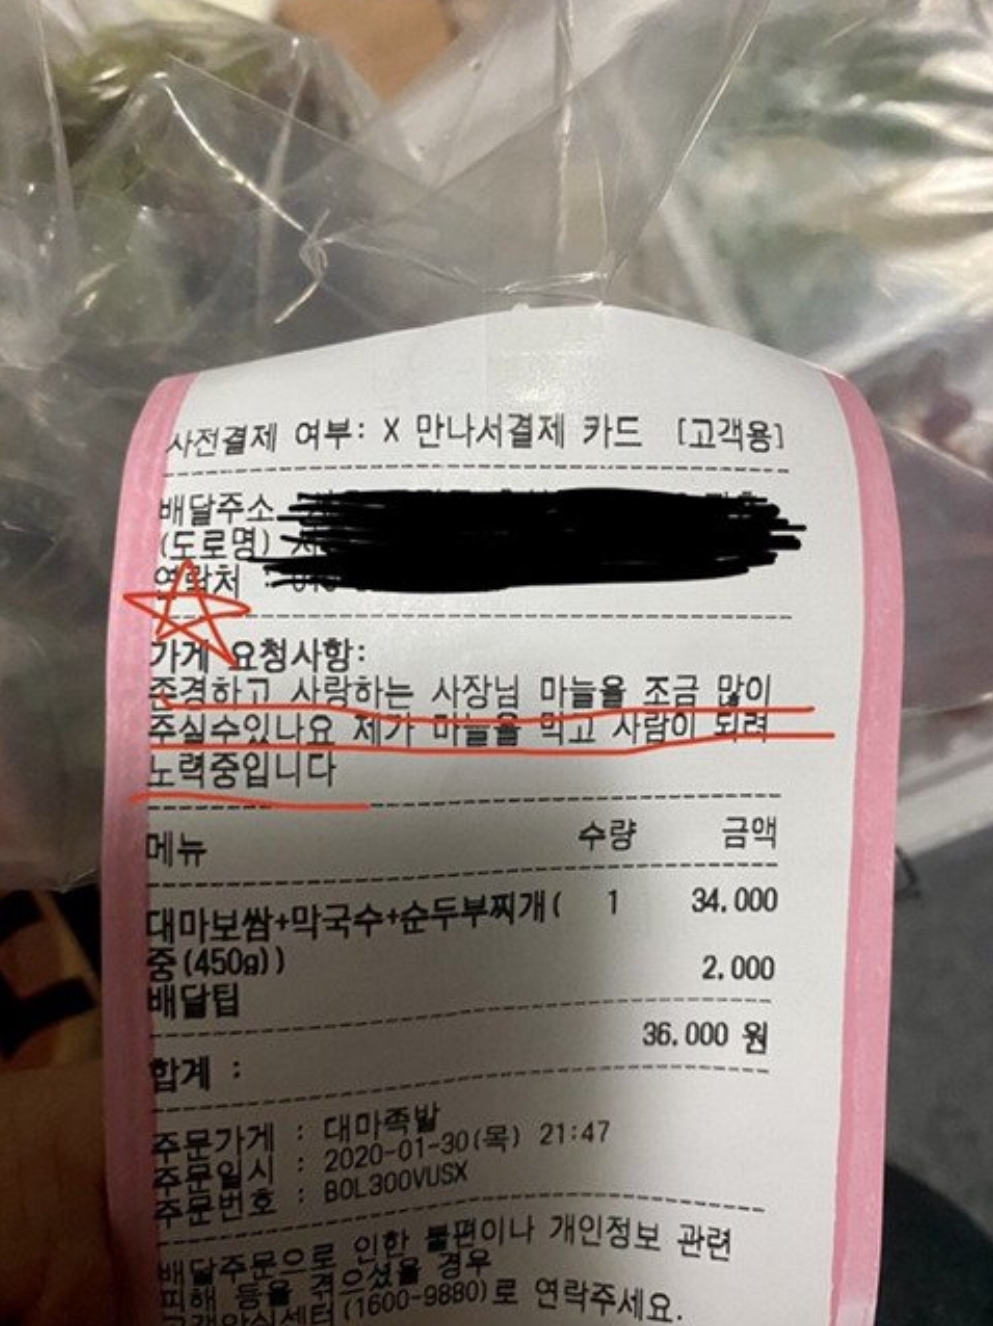 사전결제 여부: X 만나서결제 카드 [고객용]
배달주소
(도로명)
연락처 :
가게 요청사항:
존경하고 사랑하는 사장님 마늘을 조금 많이
주실수있나요 제가 마늘을 먹고 사람이 되려
노력중입니다
메뉴 수량 금액
대마보쌈+막국수+순두부찌개( 1 34.000
중(450g))
배달팁 2.000
합계 : 36.000 원
주문가게 : 대마족발
주문일시 : 2020-01-30(목) 21:47
주문번호 : B0L300VUSX
배달주문으로 인한 불편이나 개인정보 관련
피해 등을 겪으셨을 경우
고객안심센터(1600-9880)로 연락주세요.